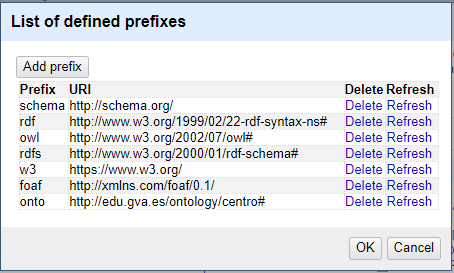 List of defined prefixes
Add prefix
Prefix URI Delete Refresh
schema http://schema.org/ Delete Refresh
rdf http://www.w3.org/1999/02/22-rdf-syntax-ns# Delete Refresh
owl http://www.w3.org/2002/07/owl# Delete Refresh
rdfs http://www.w3.org/2000/01/rdf-schema# Delete Refresh
w3 https://www.w3.org/ Delete Refresh
foaf http://xmlns.com/foaf/0.1/ Delete Refresh
onto http://edu.gva.es/ontology/centro# Delete Refresh
OK Cancel